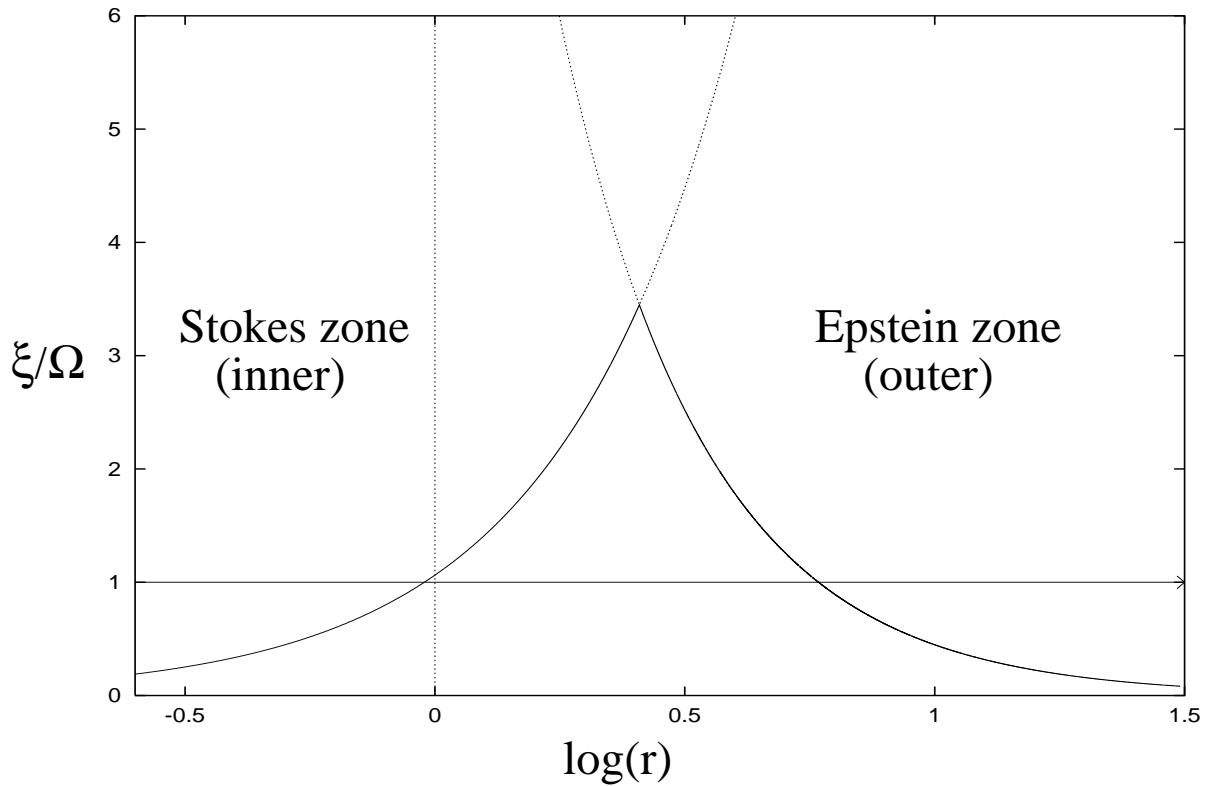 6
5
4
3
2
1
0
-0.5
0
0.5
1
1.5
ξ/Ω
Stokes zone
(inner)
Epstein zone
(outer)
log(r)